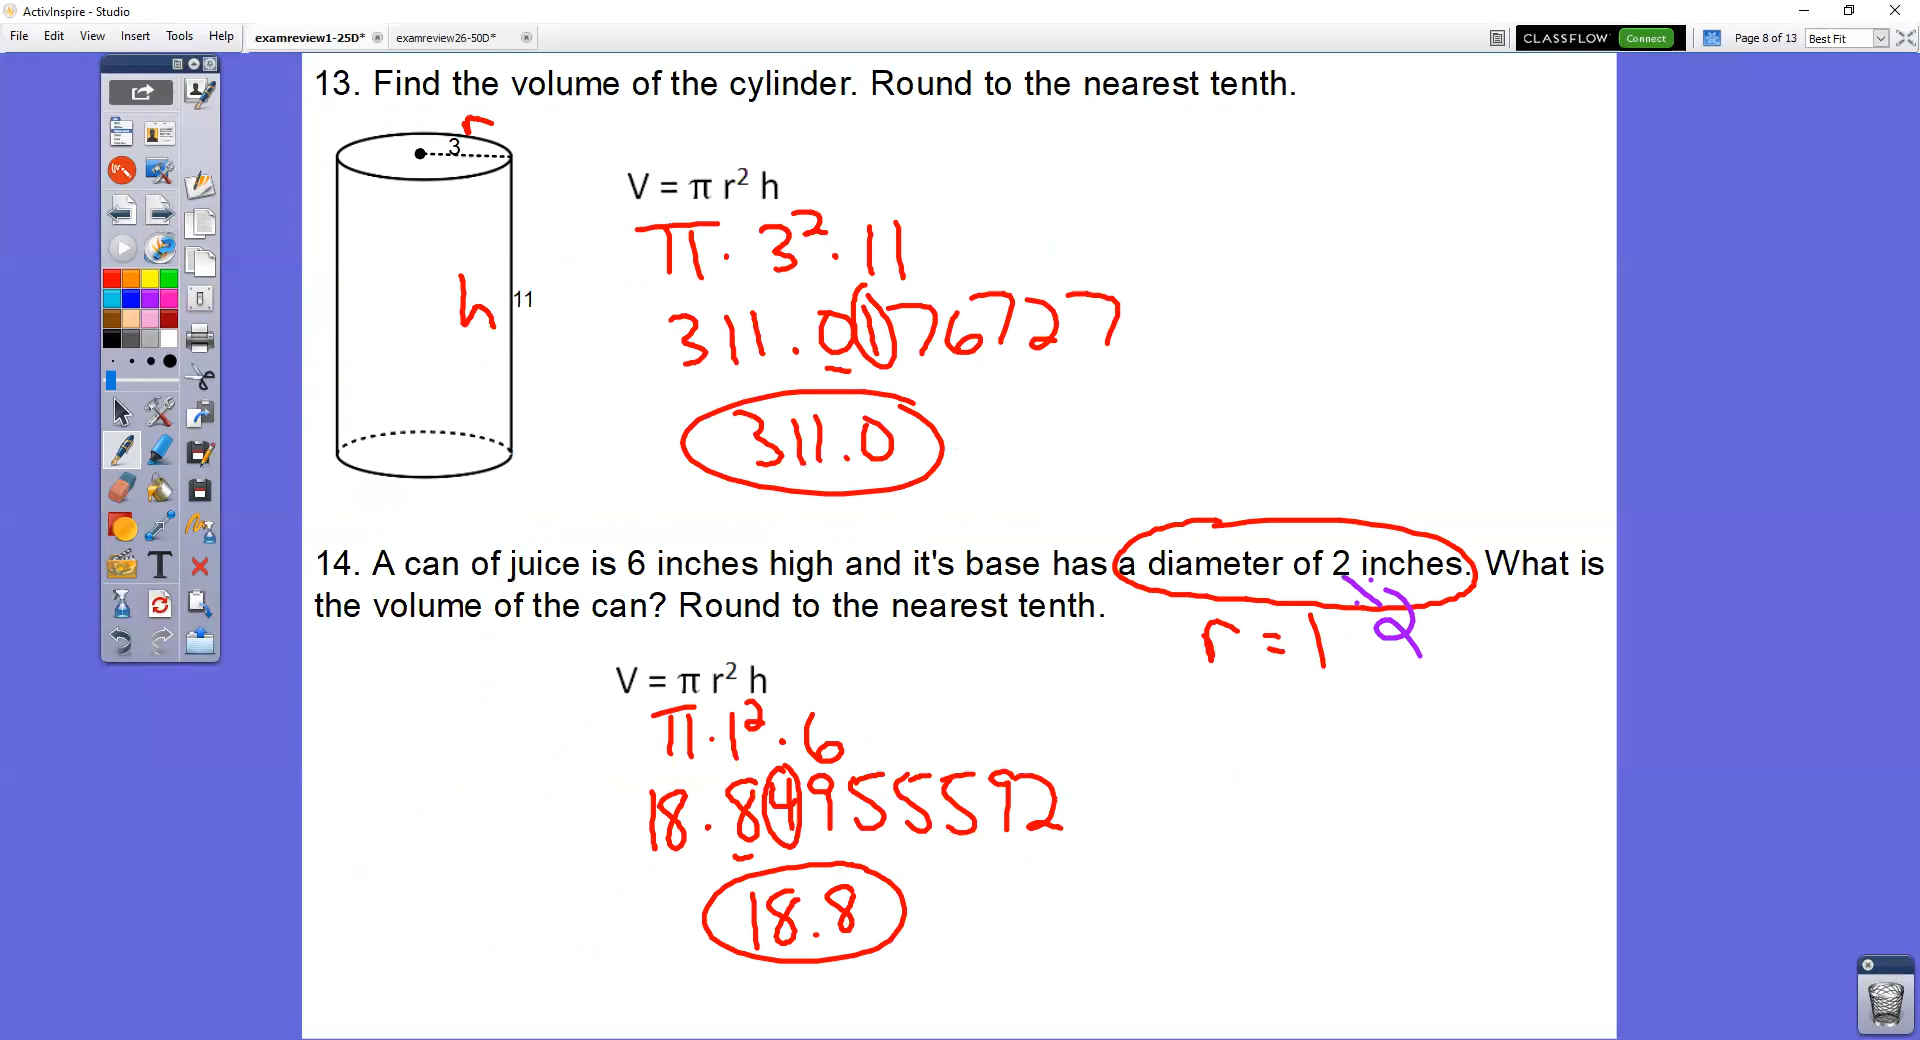 ActivInspire - Studio
File Edit View Insert Tools Help
examreview1-25D* examreview26-50D*
CLASSFLOW Connect Page 8 of 13 Best Fit
13. Find the volume of the cylinder. Round to the nearest tenth.
r
3
h
11
V = π r² h
π · 3² · 11
311.0176727
311.0
14. A can of juice is 6 inches high and it's base has a diameter of 2 inches. What is
the volume of the can? Round to the nearest tenth.
÷ 2
r = 1
V = π r² h
π · 1² · 6
18.84955592
18.8
T